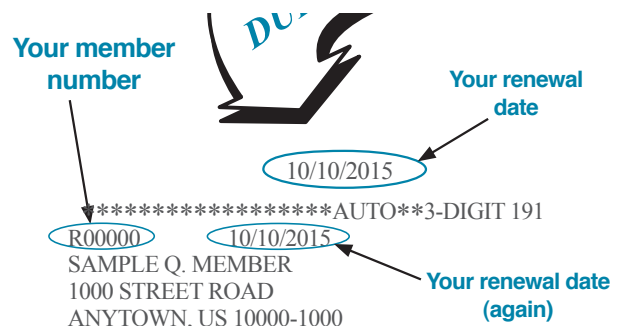 Your member
number
Your renewal
date
10/10/2015
******************AUTO**3-DIGIT 191
R00000 10/10/2015
SAMPLE Q. MEMBER
1000 STREET ROAD
ANYTOWN, US 10000-1000
Your renewal date
(again)